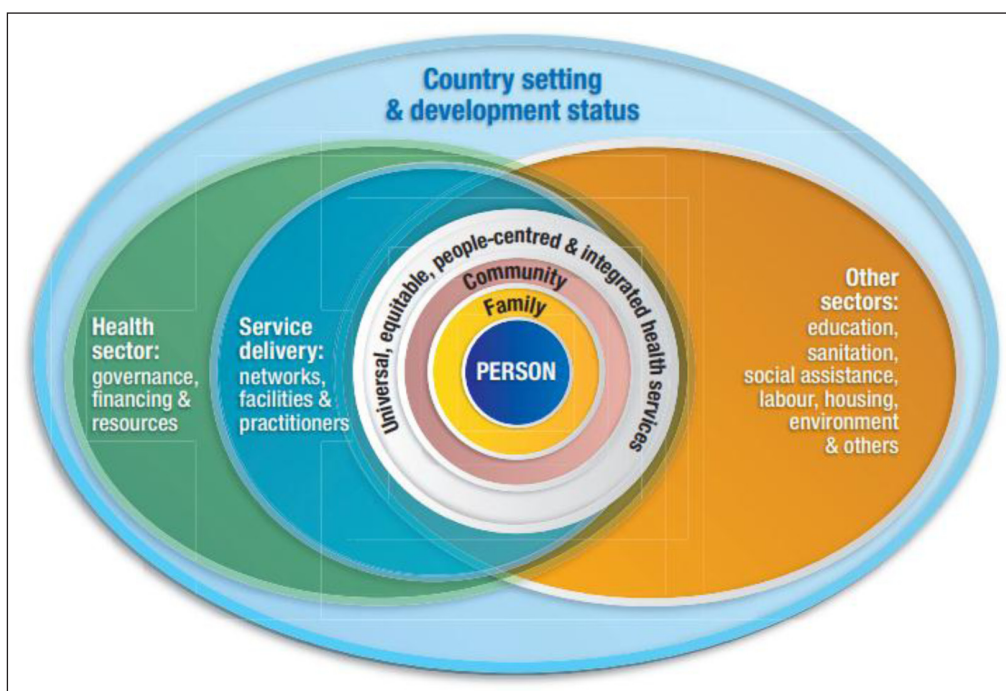 Country setting
& development status
Health
sector:
governance,
financing &
resources
Service
delivery:
networks,
facilities &
practitioners
Universal, equitable, people-centred & integrated health services
Community
Family
PERSON
Other
sectors:
education,
sanitation,
social assistance,
labour, housing,
environment
& others